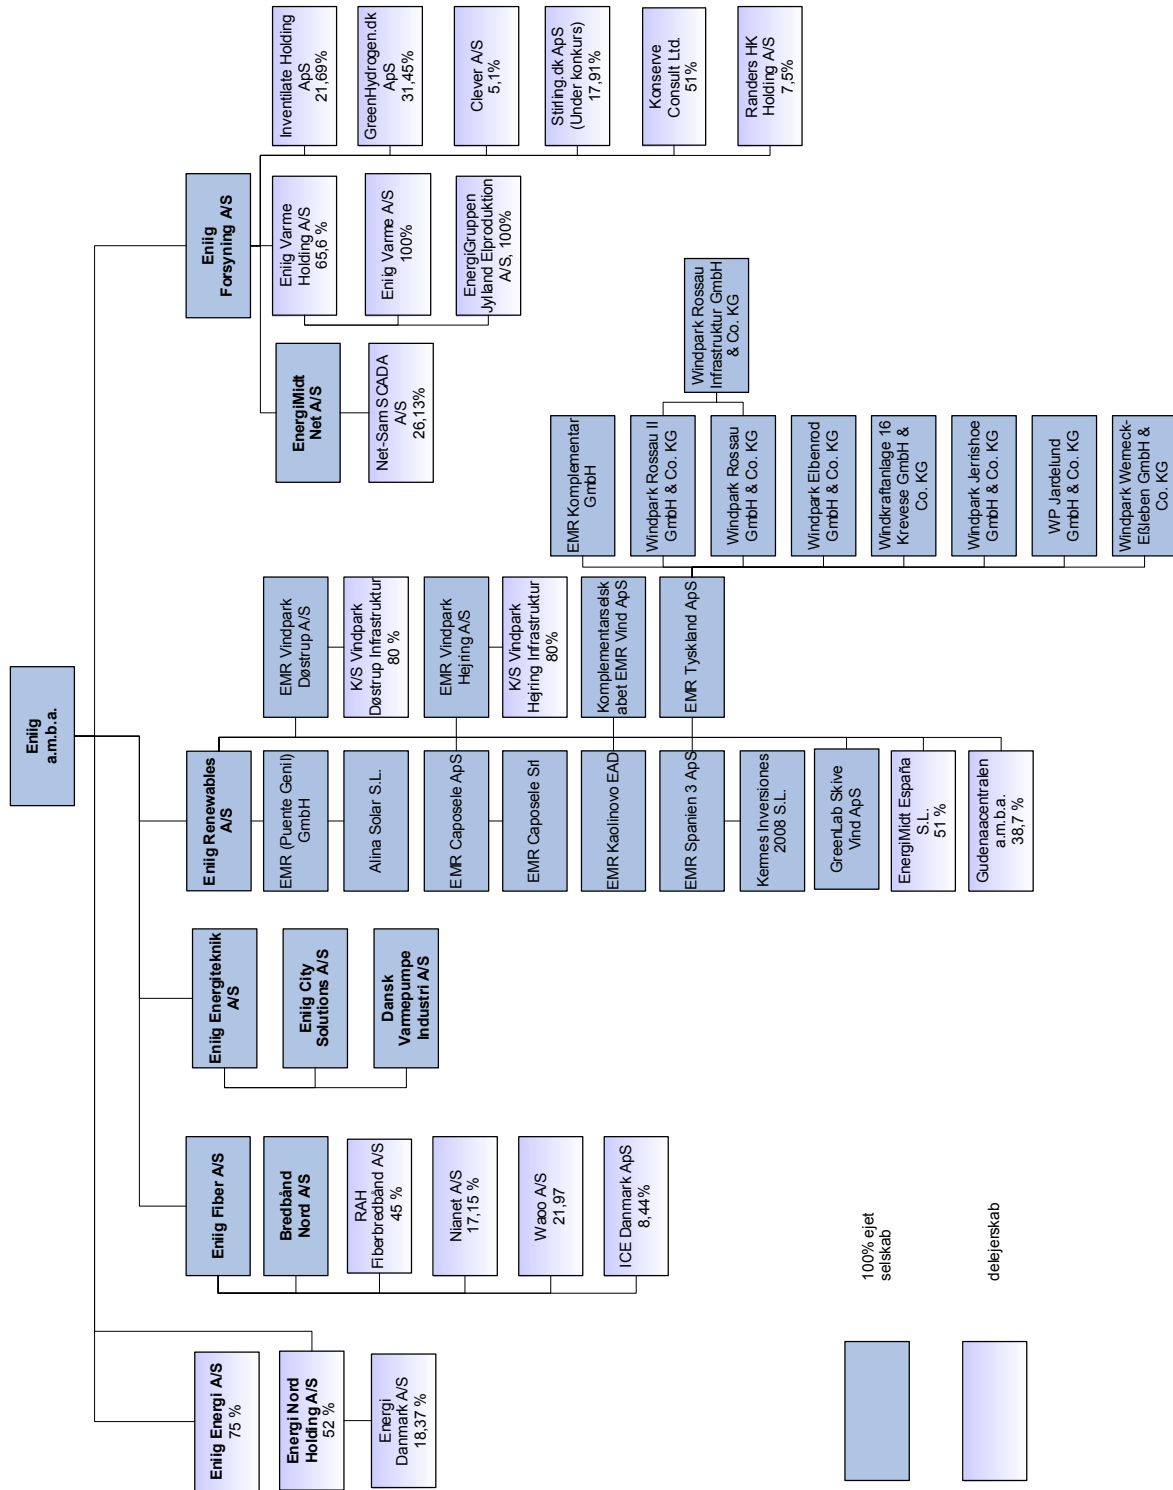 Eniig
a.m.b.a.
Eniig Energi A/S
75 %
Energi Nord
Holding A/S
52 %
Energi
Danmark A/S
18,37 %
Eniig Fiber A/S
Bredbånd
Nord A/S
RAH
Fiberbredbånd A/S
45 %
Nianet A/S
17,15 %
Waoo A/S
21,97
ICE Danmark ApS
8,44%
Eniig Energiteknik
A/S
Eniig City
Solutions A/S
Dansk
Varmepumpe
Industri A/S
Eniig Renewables
A/S
EMR (Puente Genil)
GmbH
Alina Solar S.L.
EMR Caposele ApS
EMR Caposele Srl
EMR Kaolinovo EAD
EMR Spanien 3 ApS
Kermes Inversiones
2008 S.L.
GreenLab Skive
Vind ApS
EnergiMidt España
S.L.
51 %
Gudenaacentralen
a.m.b.a.
38,7 %
EMR Vindpark
Døstrup A/S
K/S Vindpark
Døstrup Infrastruktur
80 %
EMR Vindpark
Hejring A/S
K/S Vindpark
Hejring Infrastruktur
80%
Komplementarselsk
abet EMR Vind ApS
EMR Tyskland ApS
EMR Komplementar
GmbH
Windpark Rossau II
GmbH & Co. KG
Windpark Rossau
GmbH & Co. KG
Windpark Elbenrod
GmbH & Co. KG
Windkraftanlage 16
Krevese GmbH &
Co. KG
Windpark Jerrishoe
GmbH & Co. KG
WP Jardelund
GmbH & Co. KG
Windpark Werneck-
Eßleben GmbH &
Co. KG
Windpark Rossau
Infrastruktur GmbH
& Co. KG
Eniig
Forsyning A/S
EnergiMidt
Net A/S
Net-Sam SCADA
A/S
26,13%
Eniig Varme
Holding A/S
65,6 %
Eniig Varme A/S
100%
EnergiGruppen
Jylland Elproduktion
A/S, 100%
Inventilate Holding
ApS
21,69%
GreenHydrogen.dk
ApS
31,45%
Clever A/S
5,1%
Stirling.dk ApS
(Under konkurs)
17,91%
Konserve
Consult Ltd.
51%
Randers HK
Holding A/S
7,5%
100% ejet
selskab
delejerskab